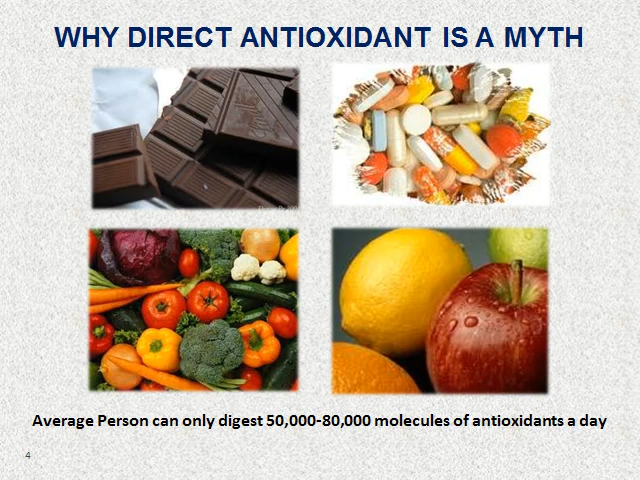 WHY DIRECT ANTIOXIDANT IS A MYTH
Average Person can only digest 50,000-80,000 molecules of antioxidants a day
4